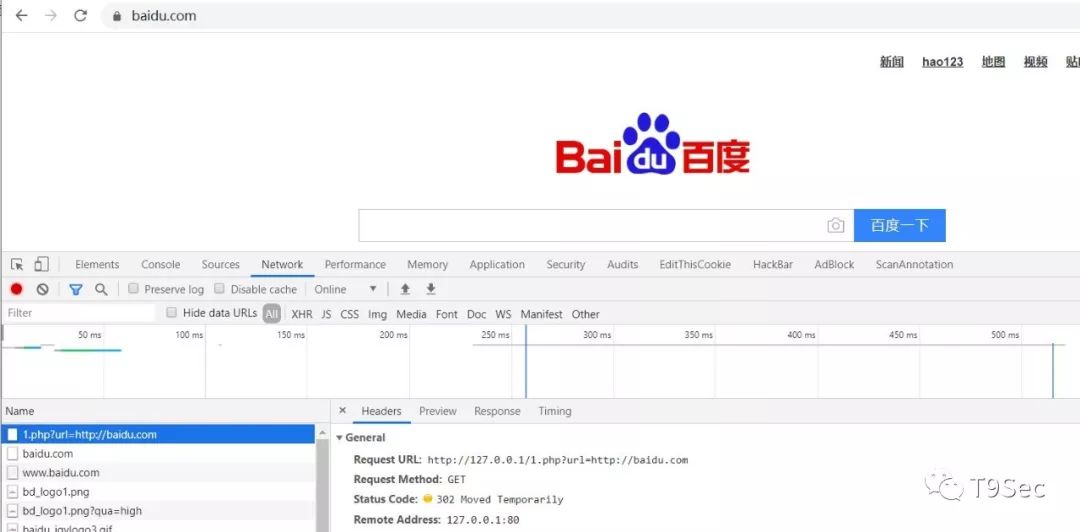 baidu.com
新闻 hao123 地图 视频
Bai du 百度
百度一下
Elements Console Sources Network Performance Memory Application Security Audits EditThisCookie HackBar AdBlock ScanAnnotation
Preserve log Disable cache Online
Filter Hide data URLs All XHR JS CSS Img Media Font Doc WS Manifest Other
50 ms 100 ms 150 ms 200 ms 250 ms 300 ms 350 ms 400 ms 450 ms 500 ms
Name × Headers Preview Response Timing
1.php?url=http://baidu.com
General
baidu.com
Request URL: http://127.0.0.1/1.php?url=http://baidu.com
www.baidu.com
Request Method: GET
bd_logo1.png
Status Code: 302 Moved Temporarily
T9Sec
bd_logo1.png?qua=high
Remote Address: 127.0.0.1:80